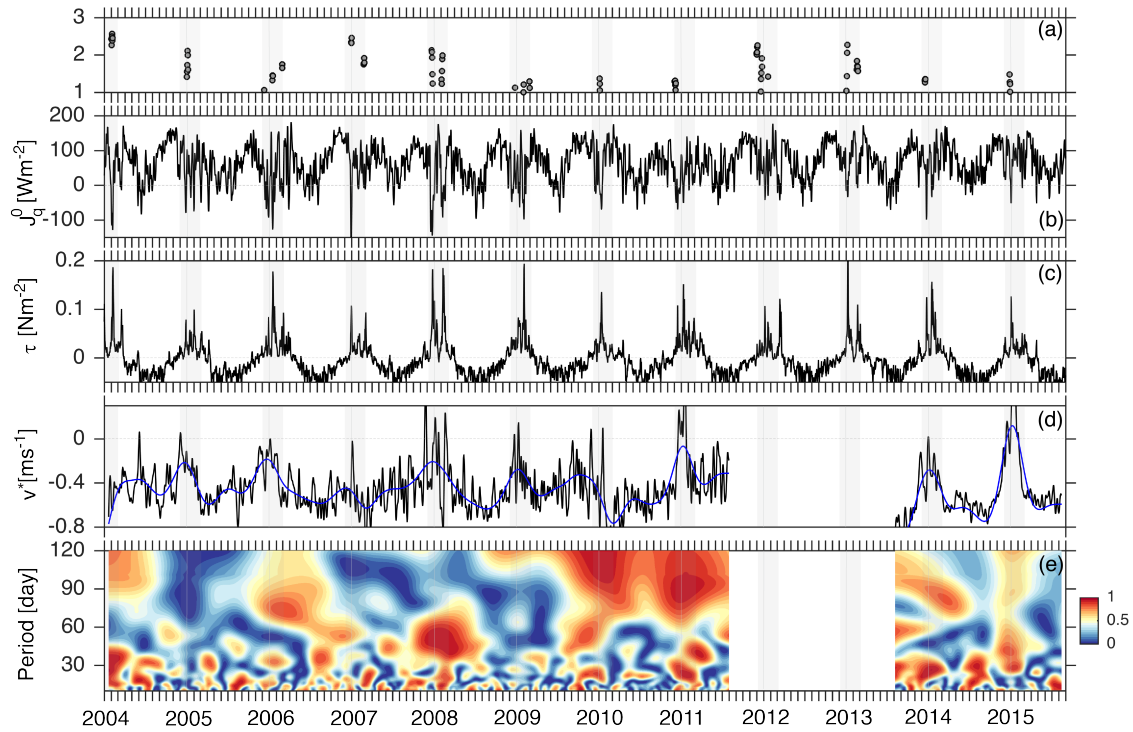 3
2
1
(a)
200
100
0
-100
J_q^0 [Wm^-2]
(b)
0.2
0.1
0
τ [Nm^-2]
(c)
0
-0.4
-0.8
v*[ms^-1]
(d)
120
90
60
30
Period [day]
(e)
1
0.5
0
2004 2005 2006 2007 2008 2009 2010 2011 2012 2013 2014 2015